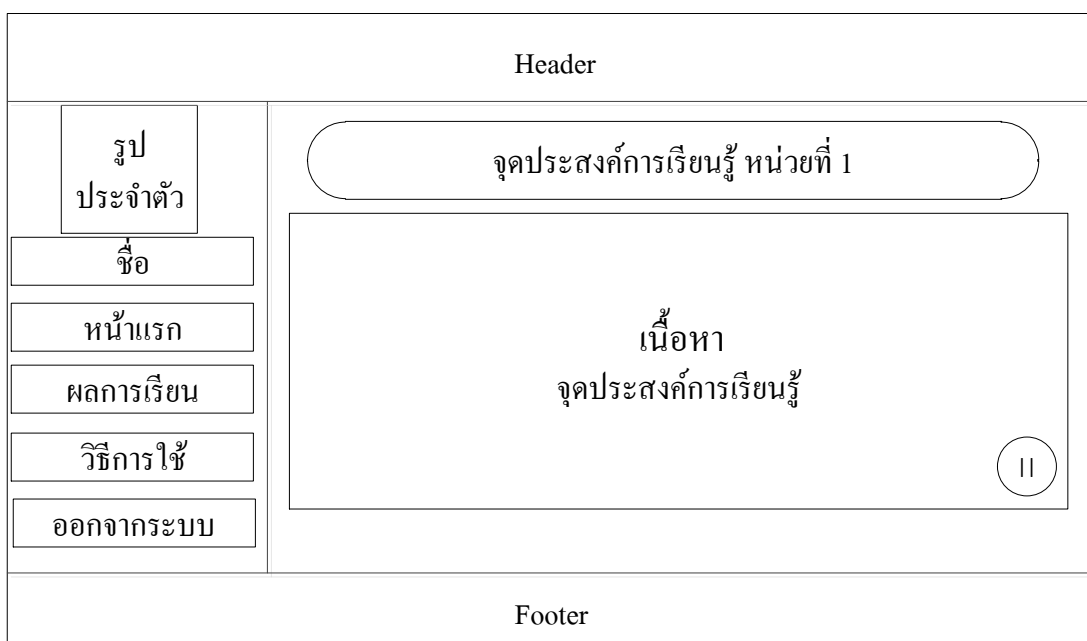 Header
รูป
ประจำตัว
ชื่อ
หน้าแรก
ผลการเรียน
วิธีการใช้
ออกจากระบบ
จุดประสงค์การเรียนรู้ หน่วยที่ 1
เนื้อหา
จุดประสงค์การเรียนรู้
Footer